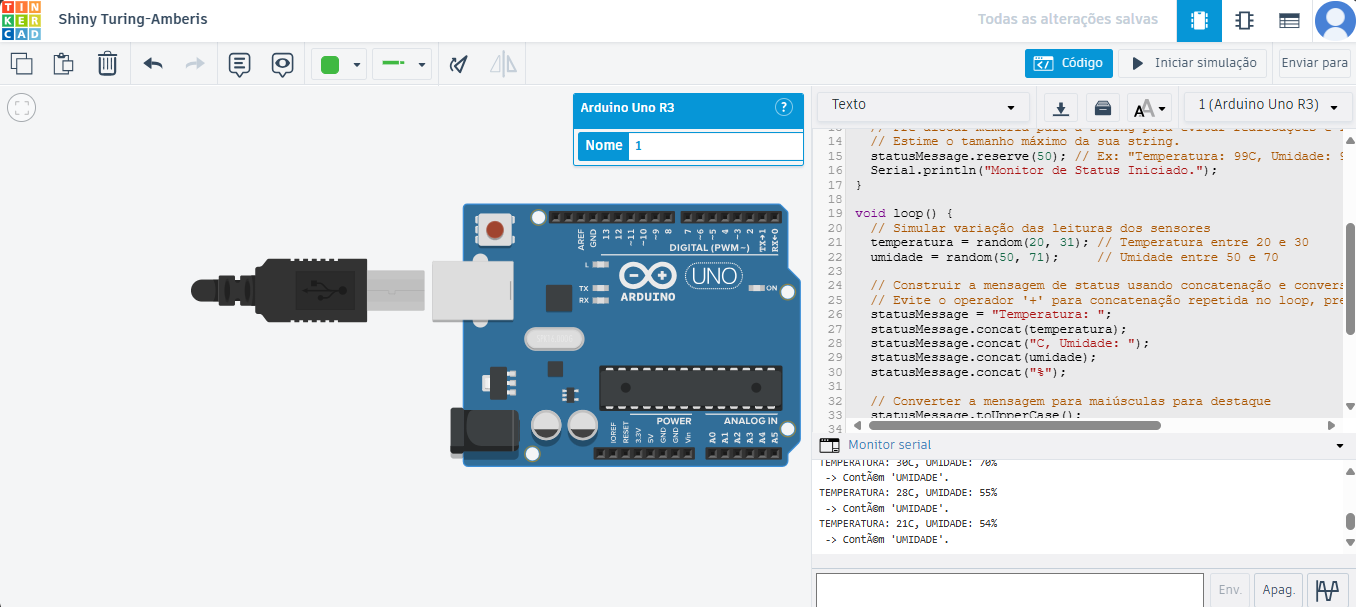 TIN
KER
CAD
Shiny Turing-Amberis
Todas as alterações salvas
Código
Iniciar simulação
Enviar para
Arduino Uno R3
?
Nome
1
Texto
AA
1 (Arduino Uno R3)
14 // Estime o tamanho máximo da sua string.
15 statusMessage.reserve(50); // Ex: "Temperatura: 99C, Umidade: 9
16 Serial.println("Monitor de Status Iniciado.");
17 }
18
19 void loop() {
20 // Simular variação das leituras dos sensores
21 temperatura = random(20, 31); // Temperatura entre 20 e 30
22 umidade = random(50, 71); // Umidade entre 50 e 70
23
24 // Construir a mensagem de status usando concatenação e convers
25 // Evite o operador '+' para concatenação repetida no loop, pre
26 statusMessage = "Temperatura: ";
27 statusMessage.concat(temperatura);
28 statusMessage.concat("C, Umidade: ");
29 statusMessage.concat(umidade);
30 statusMessage.concat("%");
31
32 // Converter a mensagem para maiúsculas para destaque
33 statusMessage.toUpperCase();
34
Monitor serial
TEMPERATURA: 30C, UMIDADE: 70%
-> ContÃ©m 'UMIDADE'.
TEMPERATURA: 28C, UMIDADE: 55%
-> ContÃ©m 'UMIDADE'.
TEMPERATURA: 21C, UMIDADE: 54%
-> ContÃ©m 'UMIDADE'.
Env.
Apag.
AREF
GND
13
12
~11
~10
~9
8
7
~6
~5
4
~3
2
TX→1
RX←0
DIGITAL (PWM~)
L
TX
RX
ARDUINO
UNO
ON
POWER
ANALOG IN
IOREF
RESET
3.3V
5V
GND
GND
Vin
A0
A1
A2
A3
A4
A5